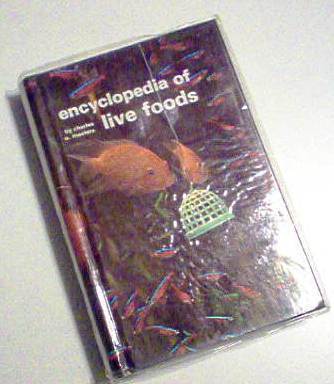 encyclopedia of
live foods
by charles
o. masters